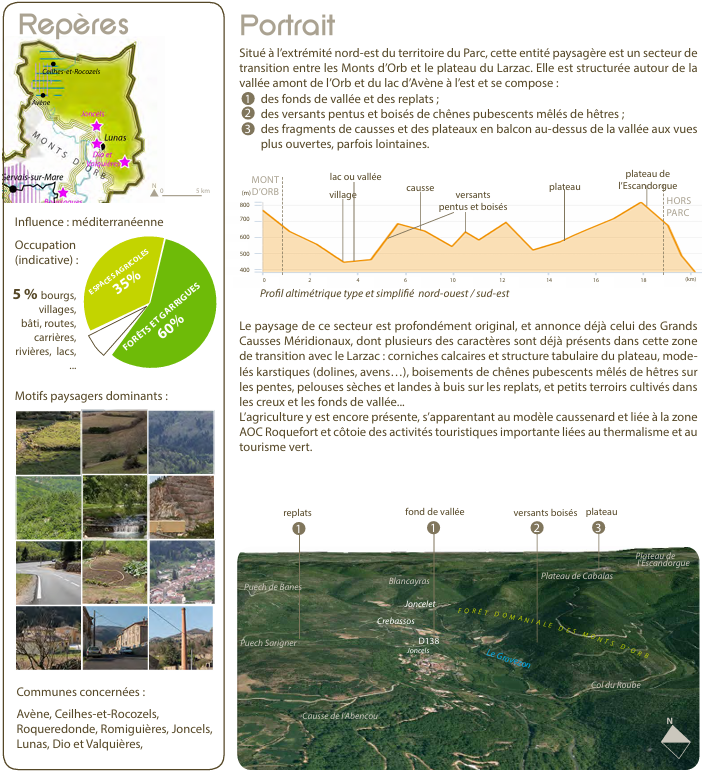 Repères
Ceilhes-et-Rocozels
Avène
Joncels
Lunas
MONTS D'ORB
Dio et
Valquières
Gervais-sur-Mare
N
0 5 km
Influence : méditerranéenne
Occupation
(indicative) :
5 % bourgs,
villages,
bâti, routes,
carrières,
rivières, lacs,
...
ESPACES AGRICOLES
35%
FORÊTS ET GARRIGUES
60%
Motifs paysagers dominants :
Communes concernées :
Avène, Ceilhes-et-Rocozels,
Roqueredonde, Romiguières, Joncels,
Lunas, Dio et Valquières,
Portrait
Situé à l'extrémité nord-est du territoire du Parc, cette entité paysagère est un secteur de
transition entre les Monts d'Orb et le plateau du Larzac. Elle est structurée autour de la
vallée amont de l'Orb et du lac d'Avène à l'est et se compose :
1 des fonds de vallée et des replats ;
2 des versants pentus et boisés de chênes pubescents mêlés de hêtres ;
3 des fragments de causses et des plateaux en balcon au-dessus de la vallée aux vues
plus ouvertes, parfois lointaines.
MONT
D'ORB
lac ou vallée
village
causse
versants
pentus et boisés
plateau
plateau de
l'Escandorgue
HORS
PARC
(m)
800
700
600
500
400
0 2 4 6 8 10 12 14 16 18 (km)
Profil altimétrique type et simplifié nord-ouest / sud-est
Le paysage de ce secteur est profondément original, et annonce déjà celui des Grands
Causses Méridionaux, dont plusieurs des caractères sont déjà présents dans cette zone
de transition avec le Larzac : corniches calcaires et structure tabulaire du plateau, mode-
lés karstiques (dolines, avens…), boisements de chênes pubescents mêlés de hêtres sur
les pentes, pelouses sèches et landes à buis sur les replats, et petits terroirs cultivés dans
les creux et les fonds de vallée...
L'agriculture y est encore présente, s'apparentant au modèle caussenard et liée à la zone
AOC Roquefort et côtoie des activités touristiques importante liées au thermalisme et au
tourisme vert.
replats
1
fond de vallée
1
versants boisés
2
plateau
3
Plateau de
l'Escandorgue
Plateau de Cabalas
Blancayras
Puech de Banes
Joncelet
FORÊT DOMANIALE DES MONTS D'ORB
Crebassos
D138
Joncels
Puech Sarigner
Le Gravezon
Col du Roube
Causse de l'Abencou
N